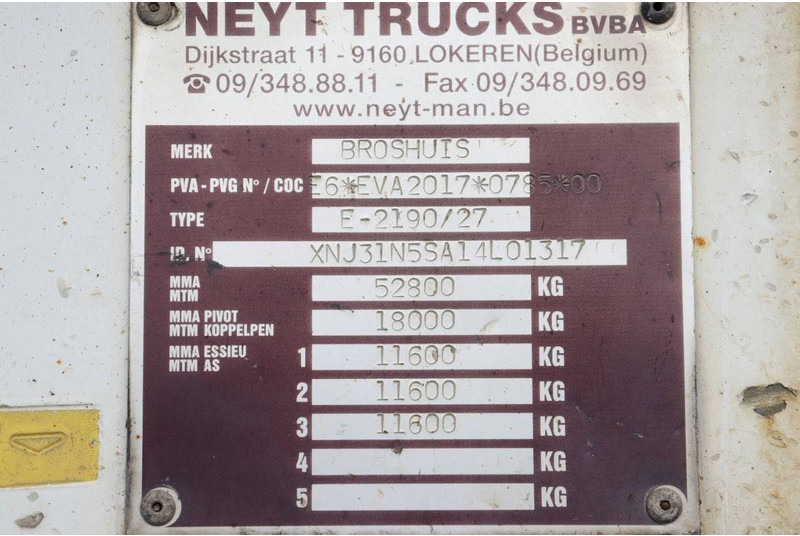 NEYT TRUCKS BVBA
Dijkstraat 11 - 9160 LOKEREN(Belgium)
☎ 09/348.88.11 - Fax 09/348.09.69
www.neyt-man.be
MERK BROSHUIS
PVA - PVG N° / COC E6*EVA2017*0785*00
TYPE E-2190/27
ID. N° XNJ31N5SA14L01317
MMA
MTM 52800 KG
MMA PIVOT
MTM KOPPELPEN 18000 KG
MMA ESSIEU
MTM AS 1 11600 KG
2 11600 KG
3 11600 KG
4 KG
5 KG